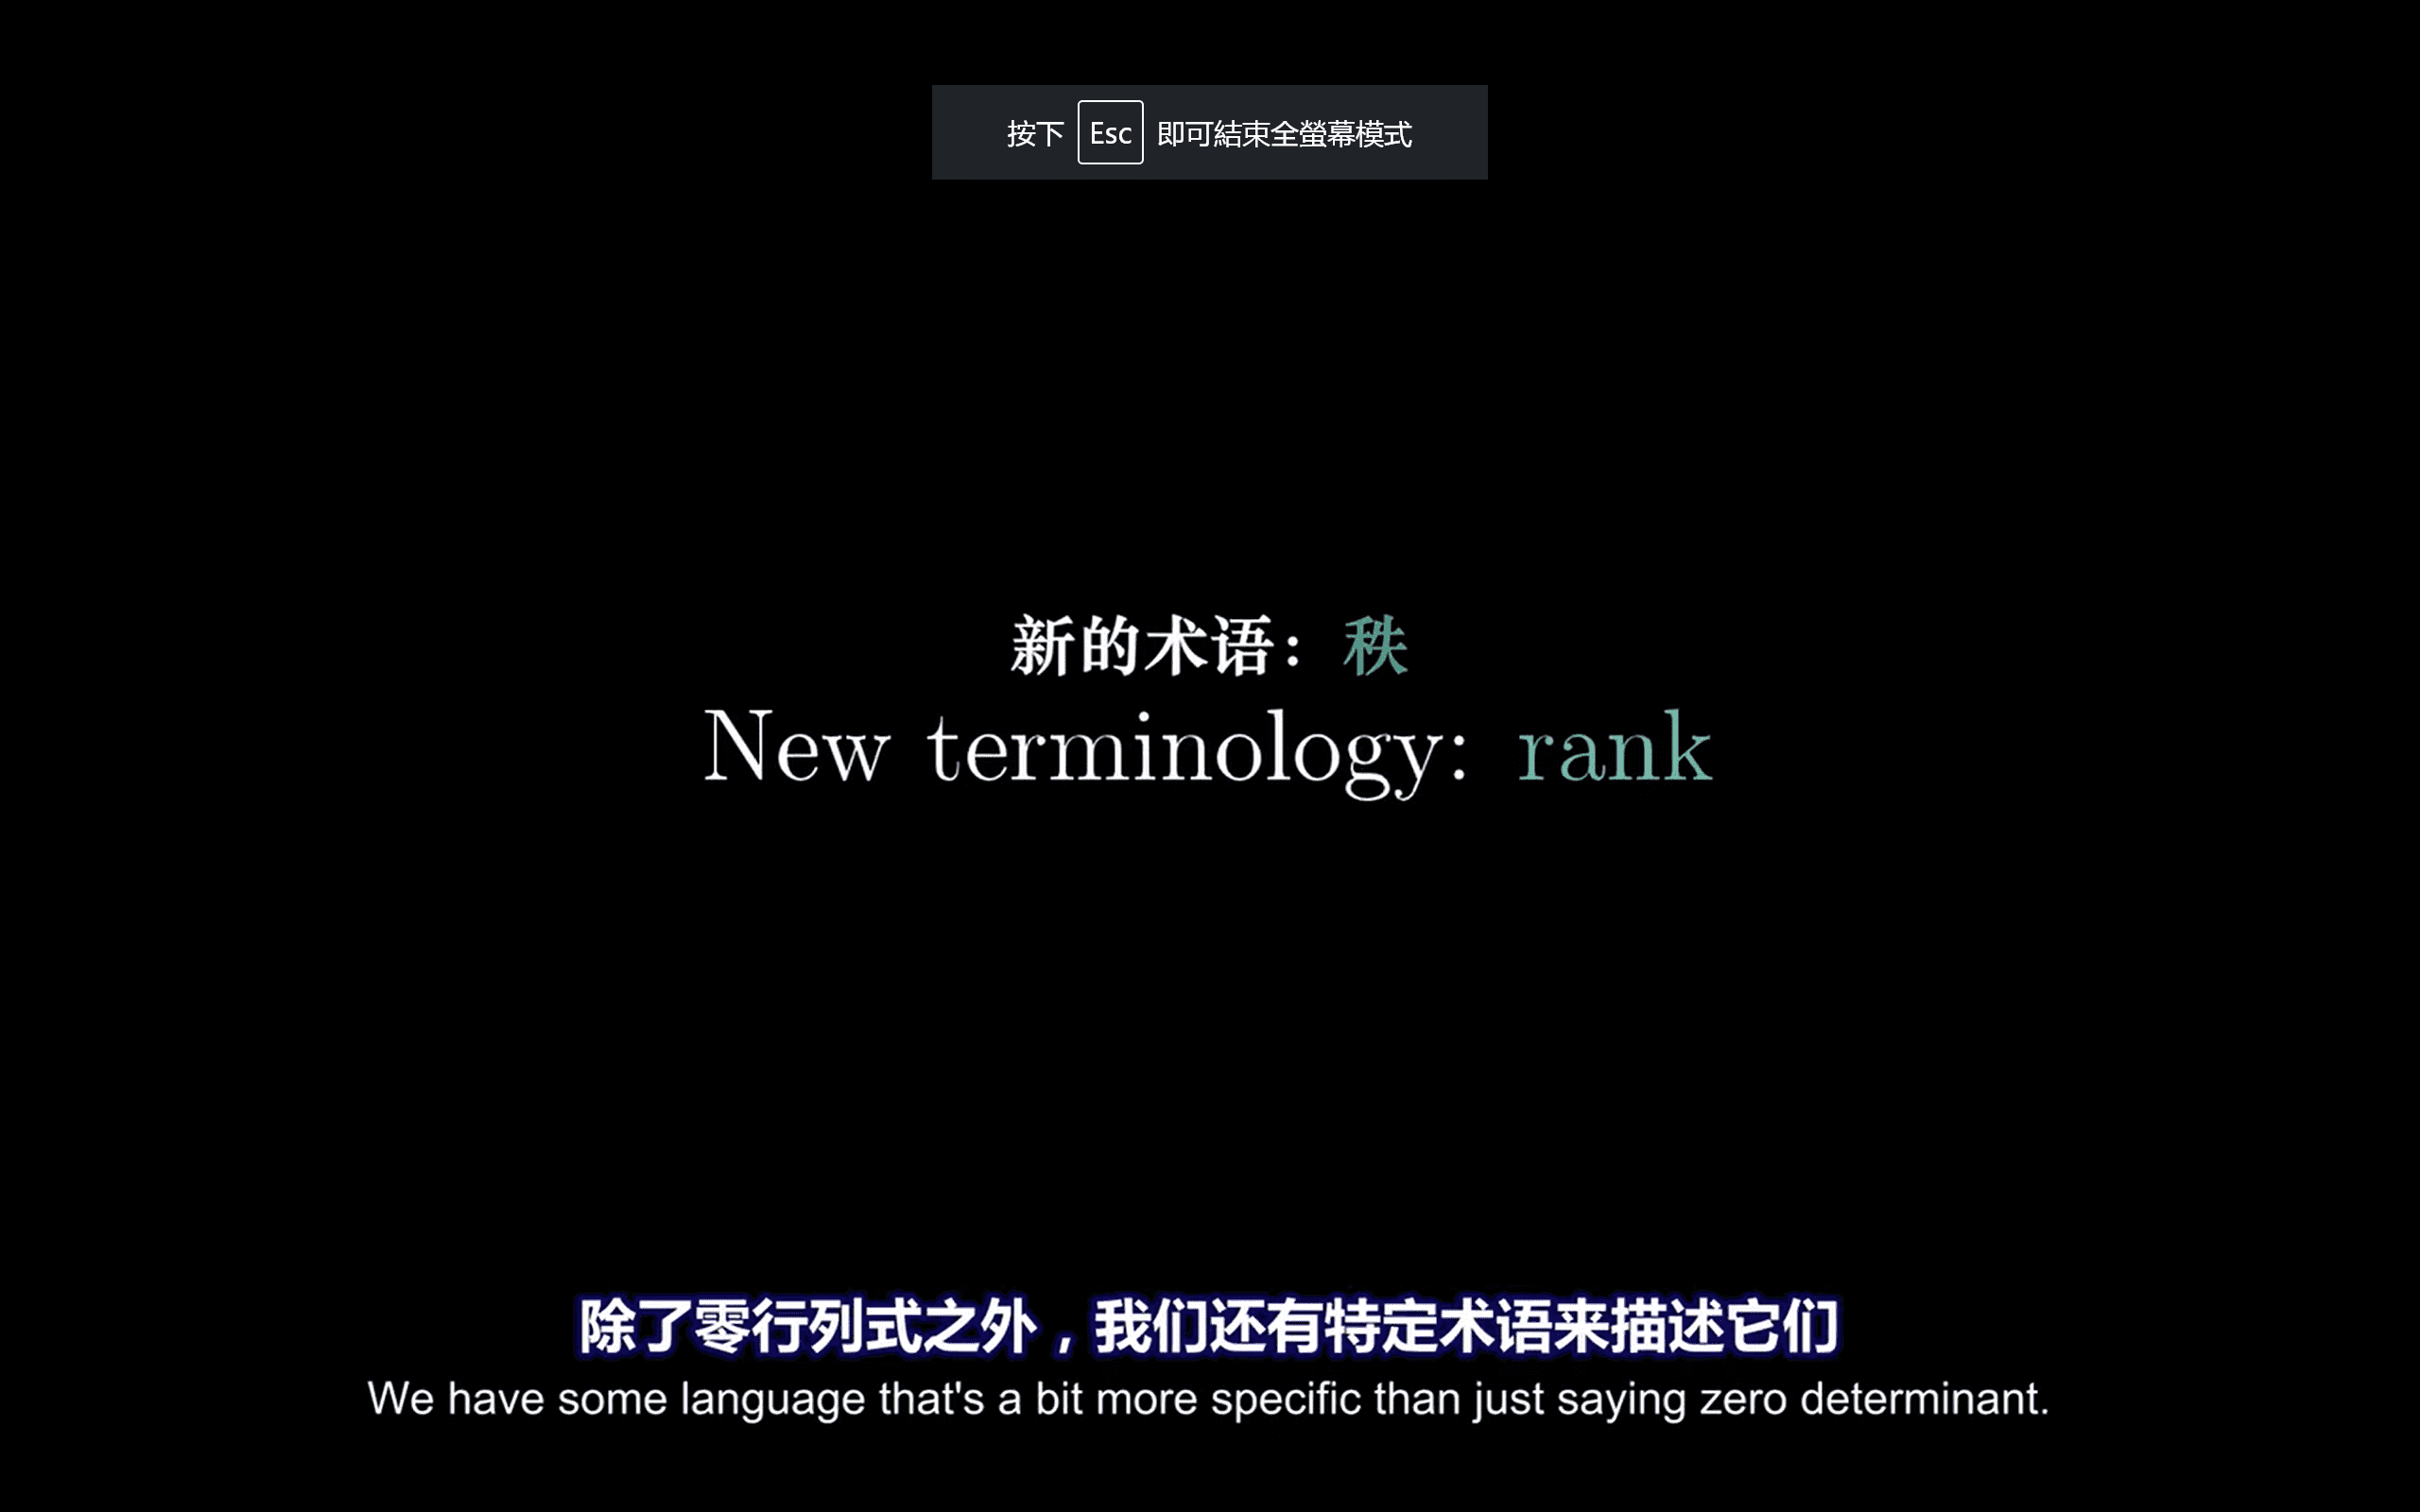 按下 Esc 即可結束全螢幕模式
新的术语：秩
New terminology: rank
除了零行列式之外，我们还有特定术语来描述它们
We have some language that's a bit more specific than just saying zero determinant.